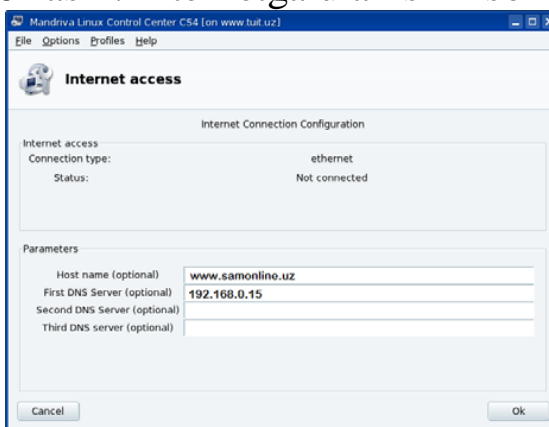 Mandriva Linux Control Center CS4 [on www.tuit.uz]
File Options Profiles Help
Internet access
Internet Connection Configuration
Internet access
Connection type: ethernet
Status: Not connected
Parameters
Host name (optional) www.samonline.uz
First DNS Server (optional) 192.168.0.15
Second DNS Server (optional)
Third DNS server (optional)
Cancel Ok